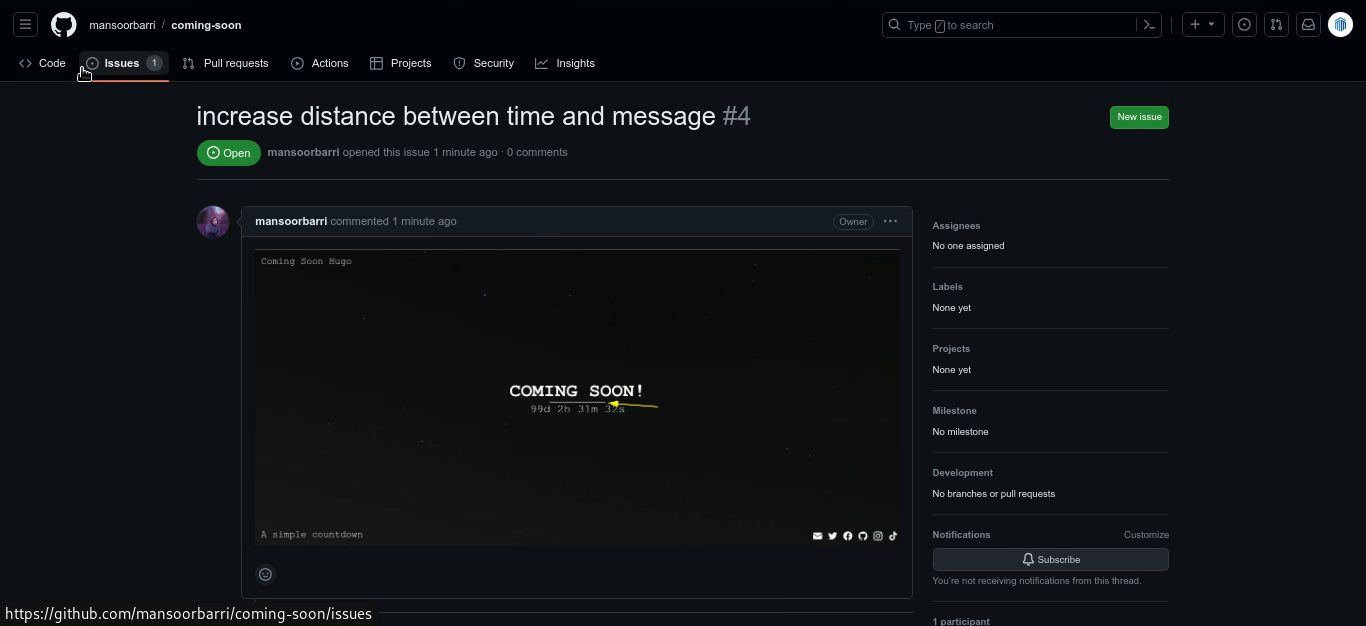 mansoorbarri / coming-soon
Type / to search
Code
Issues 1
Pull requests
Actions
Projects
Security
Insights
increase distance between time and message #4
New issue
Open
mansoorbarri opened this issue 1 minute ago · 0 comments
mansoorbarri commented 1 minute ago
Owner
Coming Soon Hugo
COMING SOON!
99d 2h 31m 32s
A simple countdown
Assignees
No one assigned
Labels
None yet
Projects
None yet
Milestone
No milestone
Development
No branches or pull requests
Notifications
Customize
Subscribe
You're not receiving notifications from this thread.
1 participant
https://github.com/mansoorbarri/coming-soon/issues